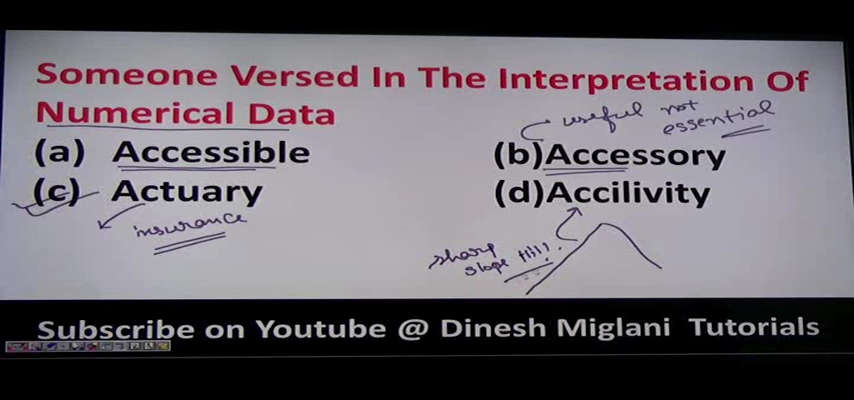 Someone Versed In The Interpretation Of
Numerical Data
useful not
essential
(a) Accessible
(b)Accessory
(c) Actuary
(d)Accilivity
insurance
sharp
slope Hill.
Subscribe on Youtube @ Dinesh Miglani Tutorials